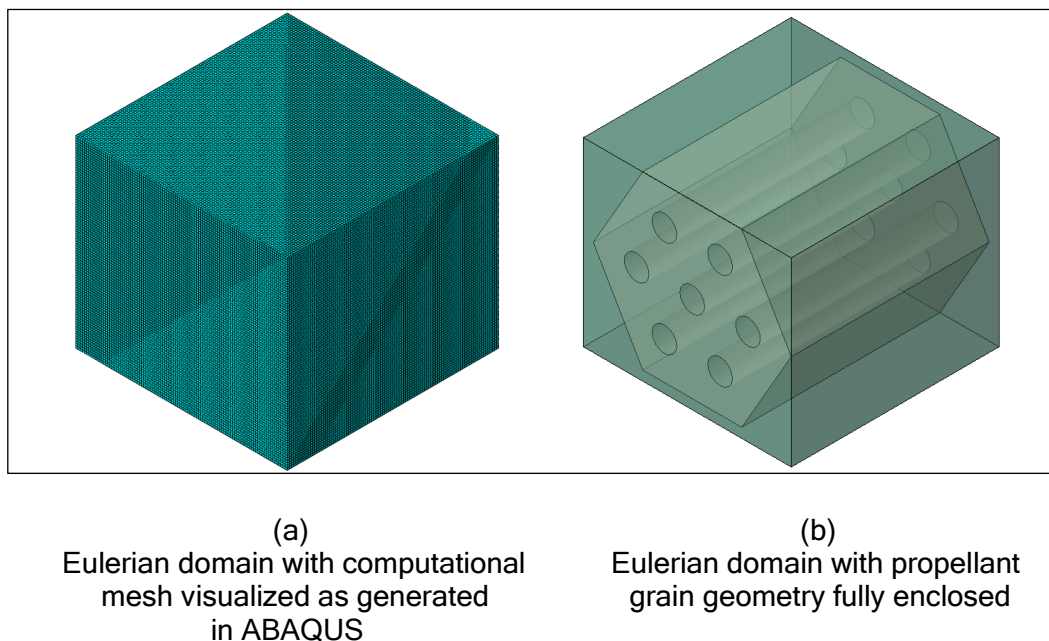 (a)
Eulerian domain with computational
mesh visualized as generated
in ABAQUS
(b)
Eulerian domain with propellant
grain geometry fully enclosed